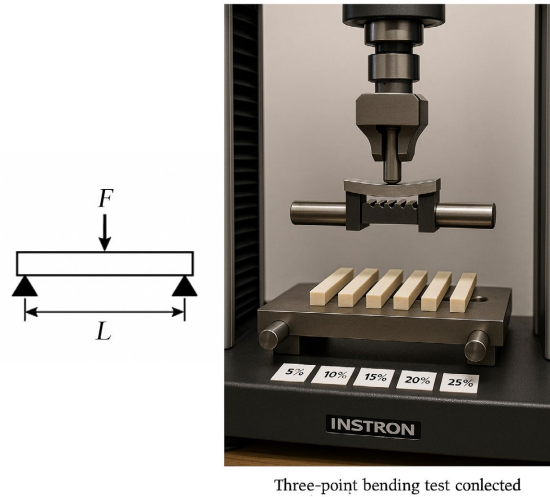 F
L
5% 10% 15% 20% 25%
INSTRON
Three-point bending test conlected